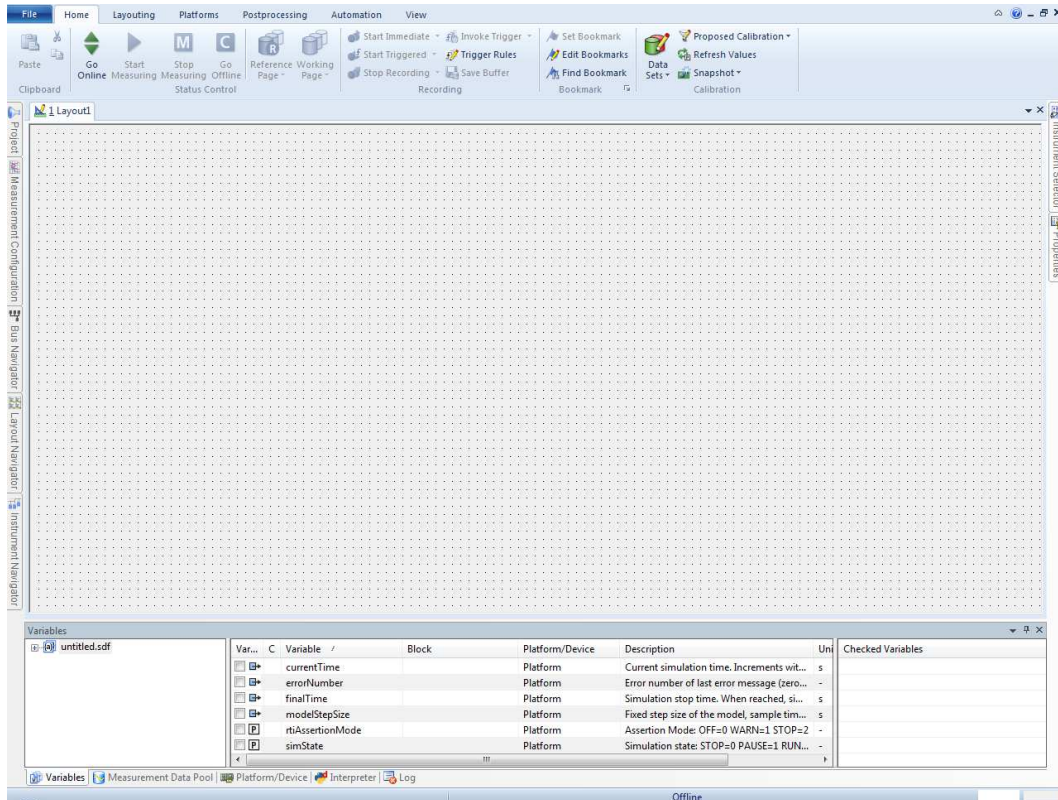 File Home Layouting Platforms Postprocessing Automation View
Paste
Clipboard
Go Online
Start Measuring
Stop Measuring
Go Offline
Reference Page
Working Page
Status Control
Start Immediate
Start Triggered
Stop Recording
Invoke Trigger
Trigger Rules
Save Buffer
Recording
Set Bookmark
Edit Bookmarks
Find Bookmark
Bookmark
Data Sets
Proposed Calibration
Refresh Values
Snapshot
Calibration
1 Layout1
Project
Measurement Configuration
Bus Navigator
Layout Navigator
Instrument Navigator
Instrument Selector
Properties
Variables
untitled.sdf
Var... C Variable Block Platform/Device Description Uni
currentTime Platform Current simulation time. Increments wit... s
errorNumber Platform Error number of last error message (zero... -
finalTime Platform Simulation stop time. When reached, si... s
modelStepSize Platform Fixed step size of the model, sample tim... s
P rtiAssertionMode Platform Assertion Mode: OFF=0 WARN=1 STOP=2 -
P simState Platform Simulation state: STOP=0 PAUSE=1 RUN... -
Checked Variables
Variables Measurement Data Pool Platform/Device Interpreter Log
Offline